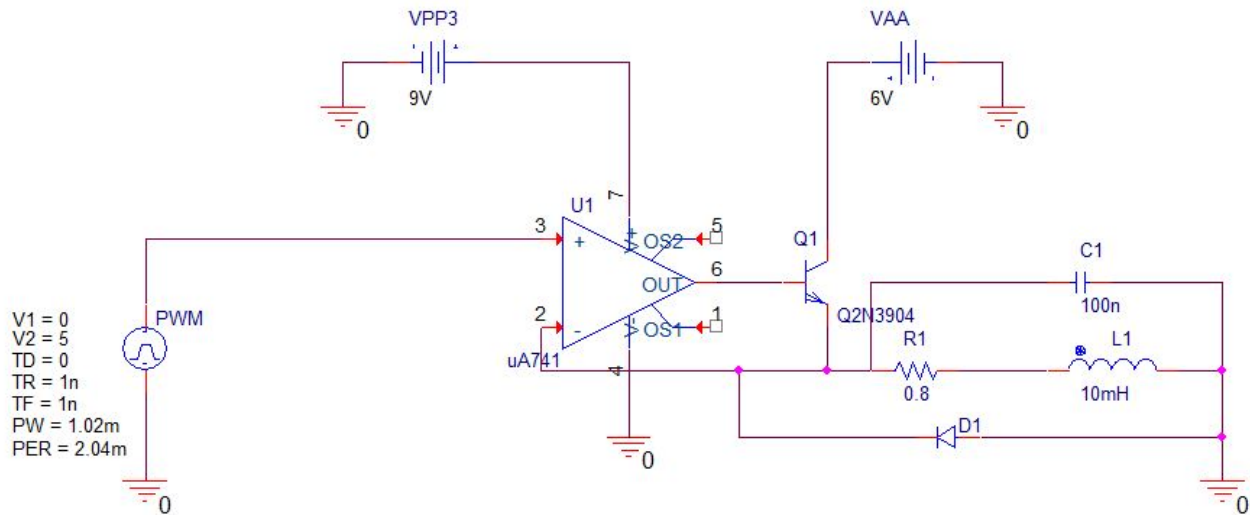 VPP3
VAA
9V
6V
0
0
7
U1
3
5
+
V+
OS2
Q1
C1
6
OUT
100n
2
1
-
V-
OS1
Q2N3904
V1 = 0
PWM
V2 = 5
TD = 0
TR = 1n
TF = 1n
PW = 1.02m
PER = 2.04m
uA741
4
R1
L1
0.8
10mH
D1
0
0
0